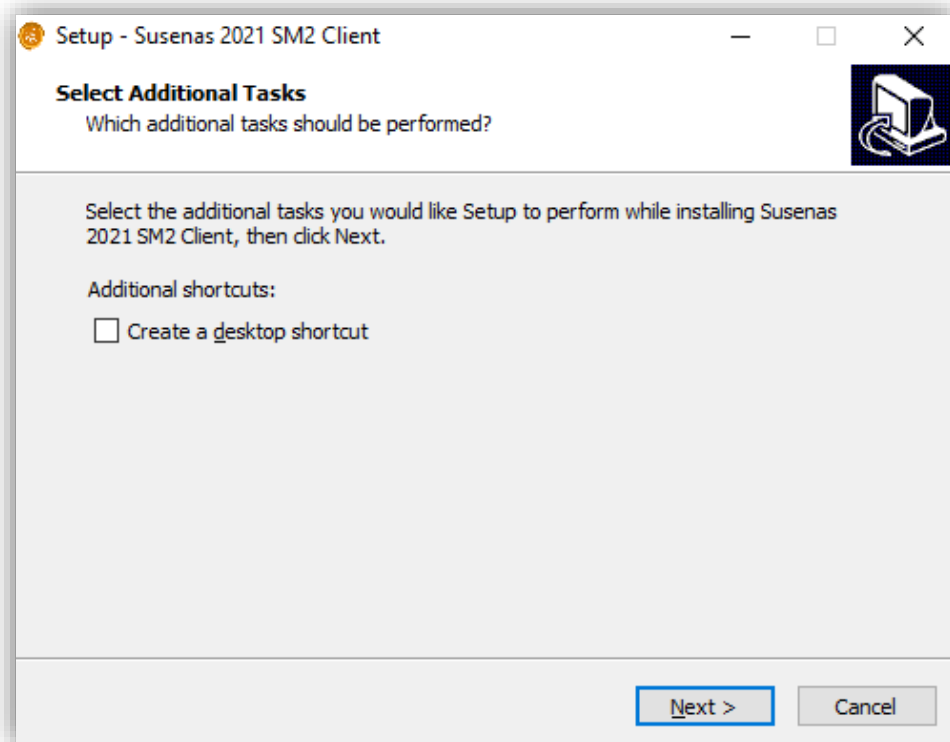 Setup - Susenas 2021 SM2 Client
Select Additional Tasks
Which additional tasks should be performed?
Select the additional tasks you would like Setup to perform while installing Susenas
2021 SM2 Client, then click Next.
Additional shortcuts:
Create a desktop shortcut
Next >
Cancel